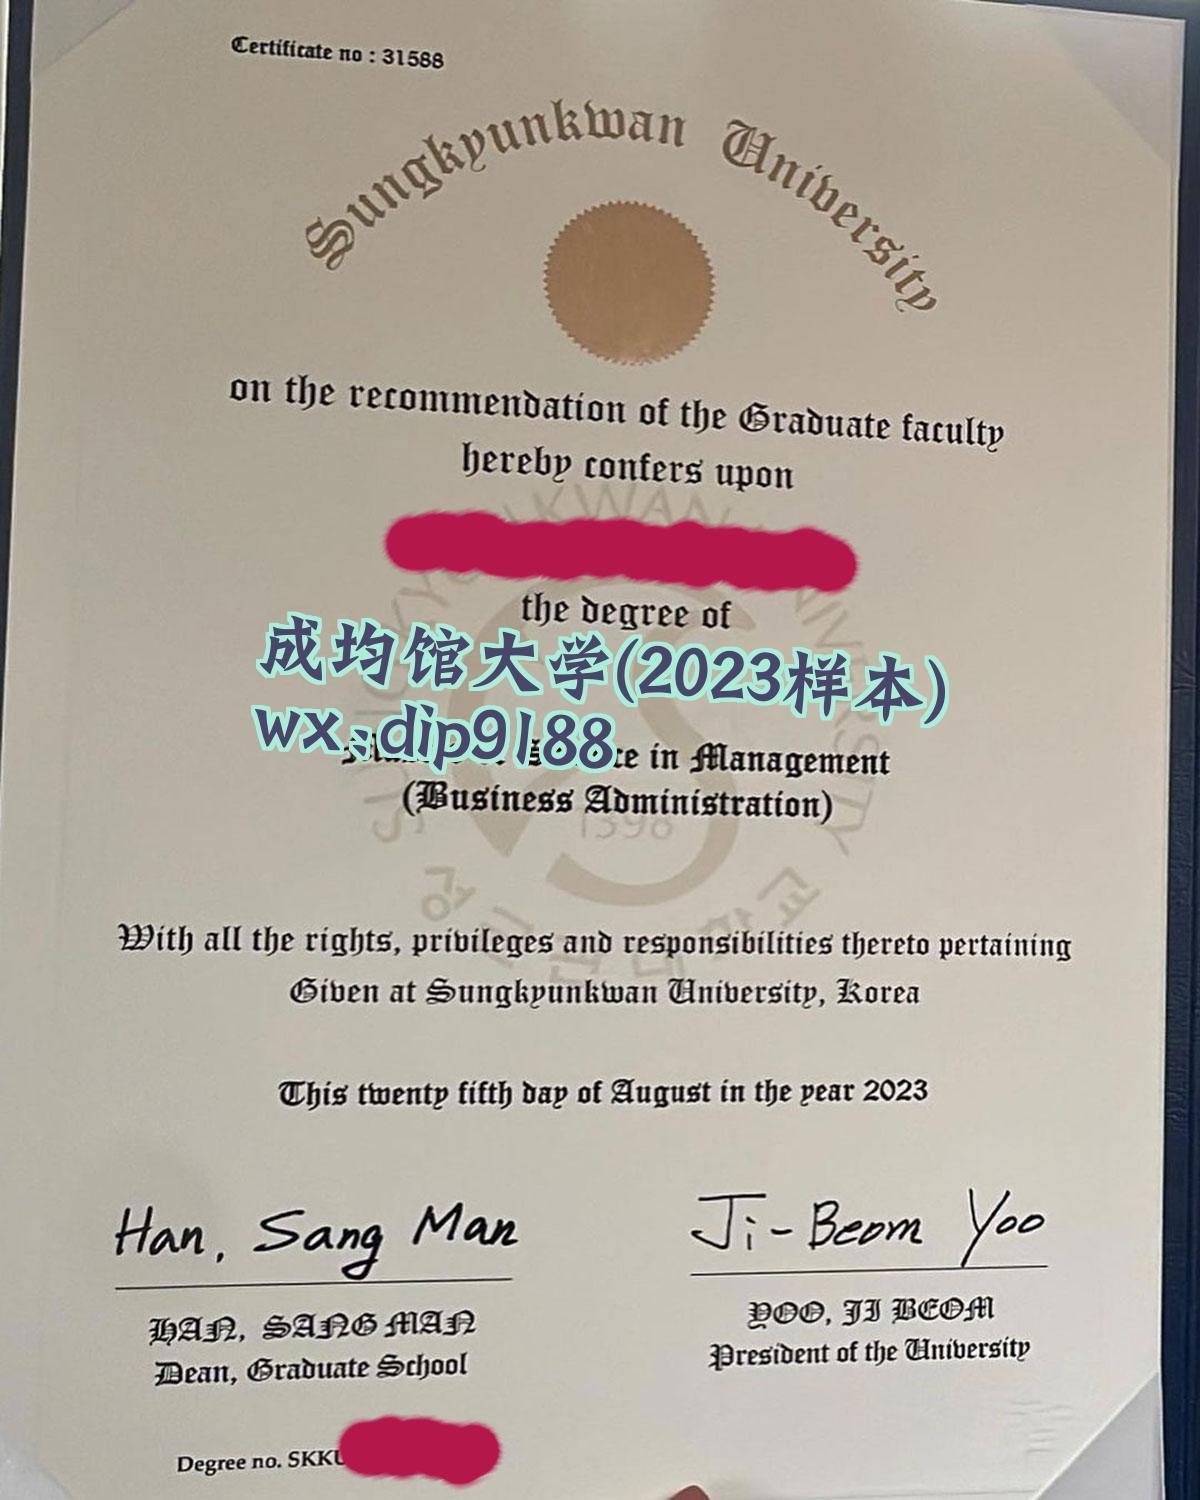 Certificate no : 31588
Sungkyunkwan University
on the recommendation of the Graduate faculty
hereby confers upon
the degree of
成均馆大学(2023样本)
wx:dip9188
in Management
(Business Administration)
1398
With all the rights, privileges and responsibilities thereto pertaining
Given at Sungkyunkwan University, Korea
This twenty fifth day of August in the year 2023
Han, Sang Man
Ji-Beom Yoo
HAN, SANG MAN
Dean, Graduate School
YOO, JI BEOM
President of the University
Degree no. SKKU